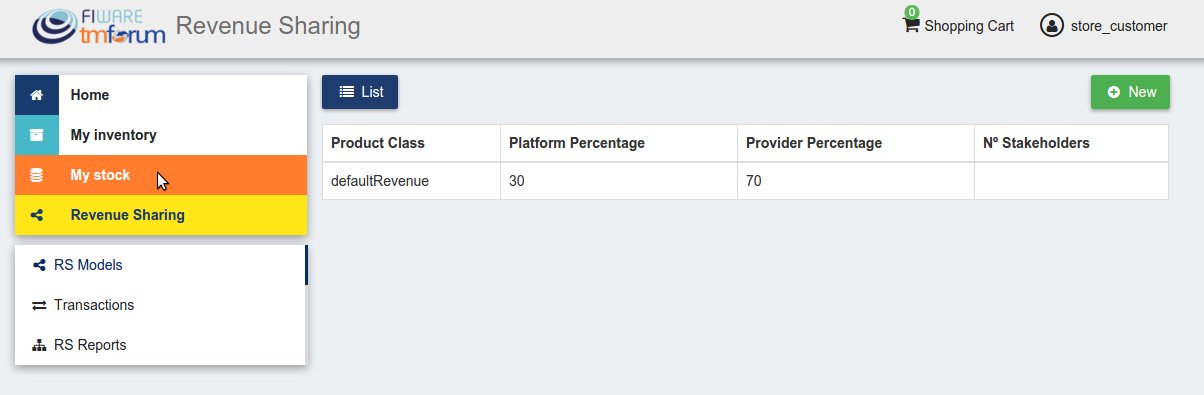 FIWARE
tmforum
Revenue Sharing
0
Shopping Cart
store_customer
Home
My inventory
My stock
Revenue Sharing
RS Models
Transactions
RS Reports
List
New
Product Class Platform Percentage Provider Percentage Nº Stakeholders
defaultRevenue 30 70